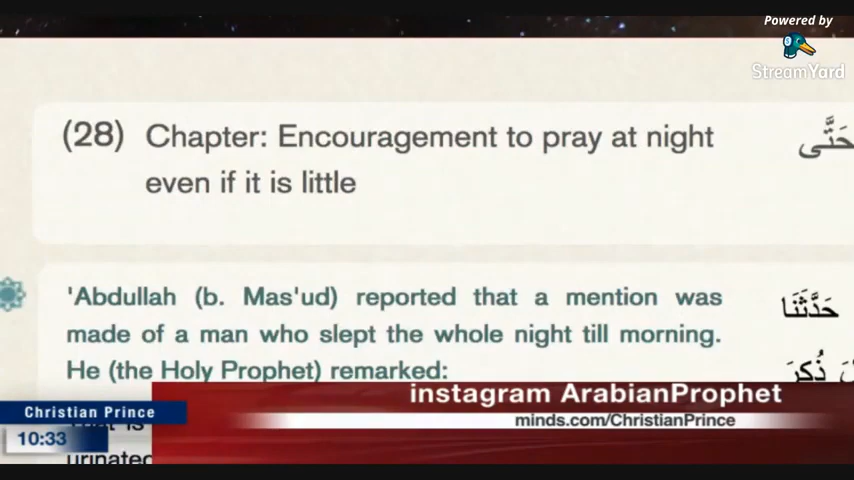 Powered by
StreamYard
(28) Chapter: Encouragement to pray at night
even if it is little
حَتَّى
'Abdullah (b. Mas'ud) reported that a mention was
made of a man who slept the whole night till morning.
He (the Holy Prophet) remarked:
حَدَّثَنَا
ذُكِرَ
instagram ArabianProphet
minds.com/ChristianPrince
Christian Prince
10:33
urinated